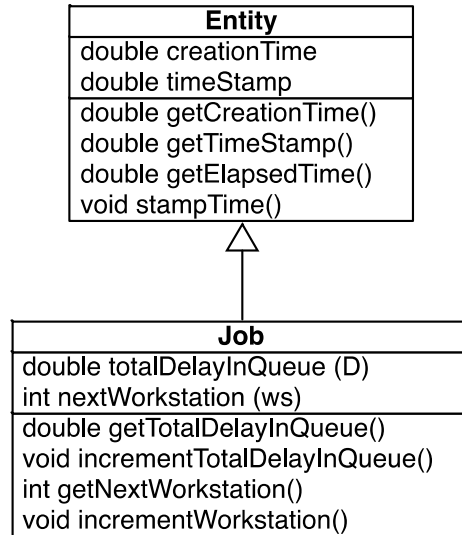 Entity
double creationTime
double timeStamp
double getCreationTime()
double getTimeStamp()
double getElapsedTime()
void stampTime()
Job
double totalDelayInQueue (D)
int nextWorkstation (ws)
double getTotalDelayInQueue()
void incrementTotalDelayInQueue()
int getNextWorkstation()
void incrementWorkstation()